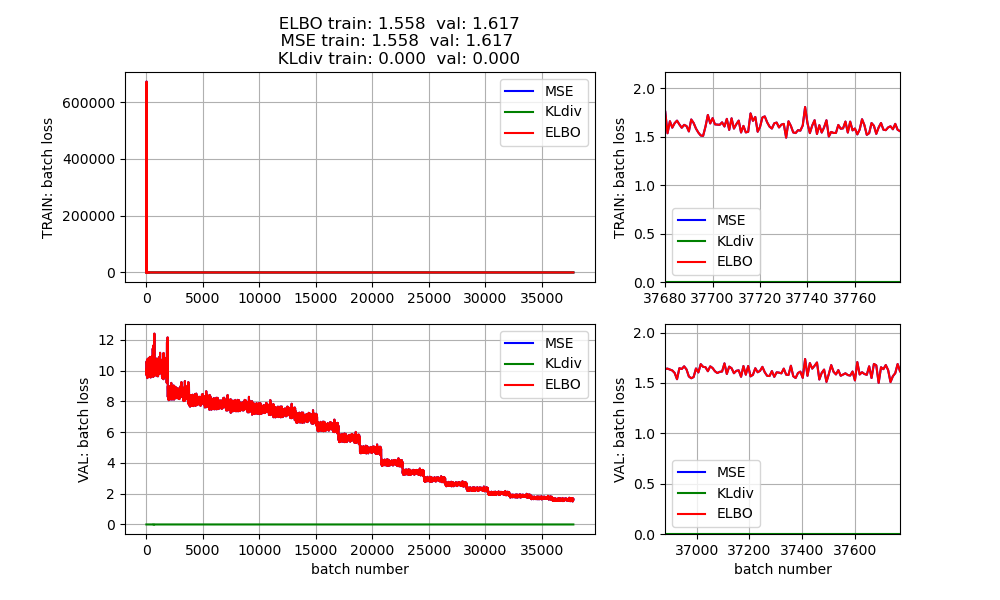 ELBO train: 1.558  val: 1.617
MSE train: 1.558  val: 1.617
KLdiv train: 0.000  val: 0.000
TRAIN: batch loss
600000
400000
200000
0
MSE
KLdiv
ELBO
0 5000 10000 15000 20000 25000 30000 35000
TRAIN: batch loss
2.0
1.5
1.0
0.5
0.0
MSE
KLdiv
ELBO
37680 37700 37720 37740 37760
VAL: batch loss
12
10
8
6
4
2
0
MSE
KLdiv
ELBO
0 5000 10000 15000 20000 25000 30000 35000
batch number
VAL: batch loss
2.0
1.5
1.0
0.5
0.0
MSE
KLdiv
ELBO
37000 37200 37400 37600
batch number